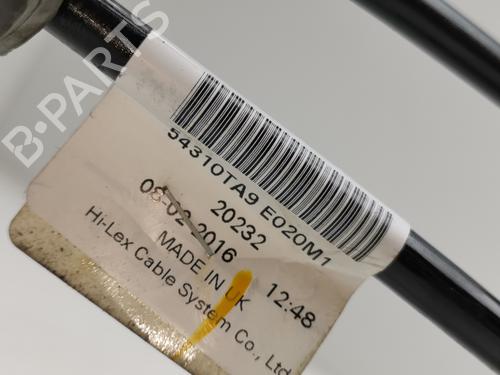 B-PARTS
54310TA9 E020M1
20232
08-02-2016 12:48
MADE IN UK
Hi-Lex Cable System Co., Ltd